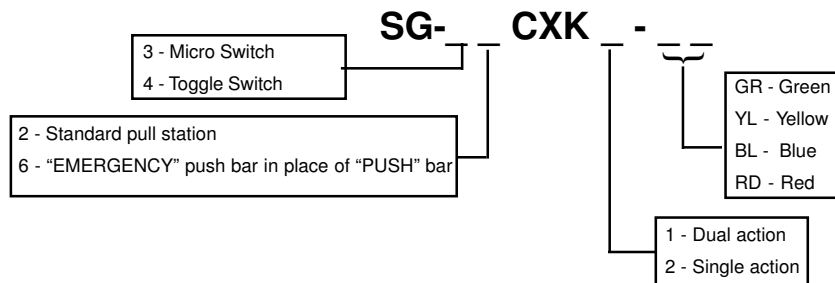 SG-_ _ CXK _ - _ _
3 - Micro Switch
4 - Toggle Switch
2 - Standard pull station
6 - “EMERGENCY” push bar in place of “PUSH” bar
GR - Green
YL - Yellow
BL - Blue
RD - Red
1 - Dual action
2 - Single action